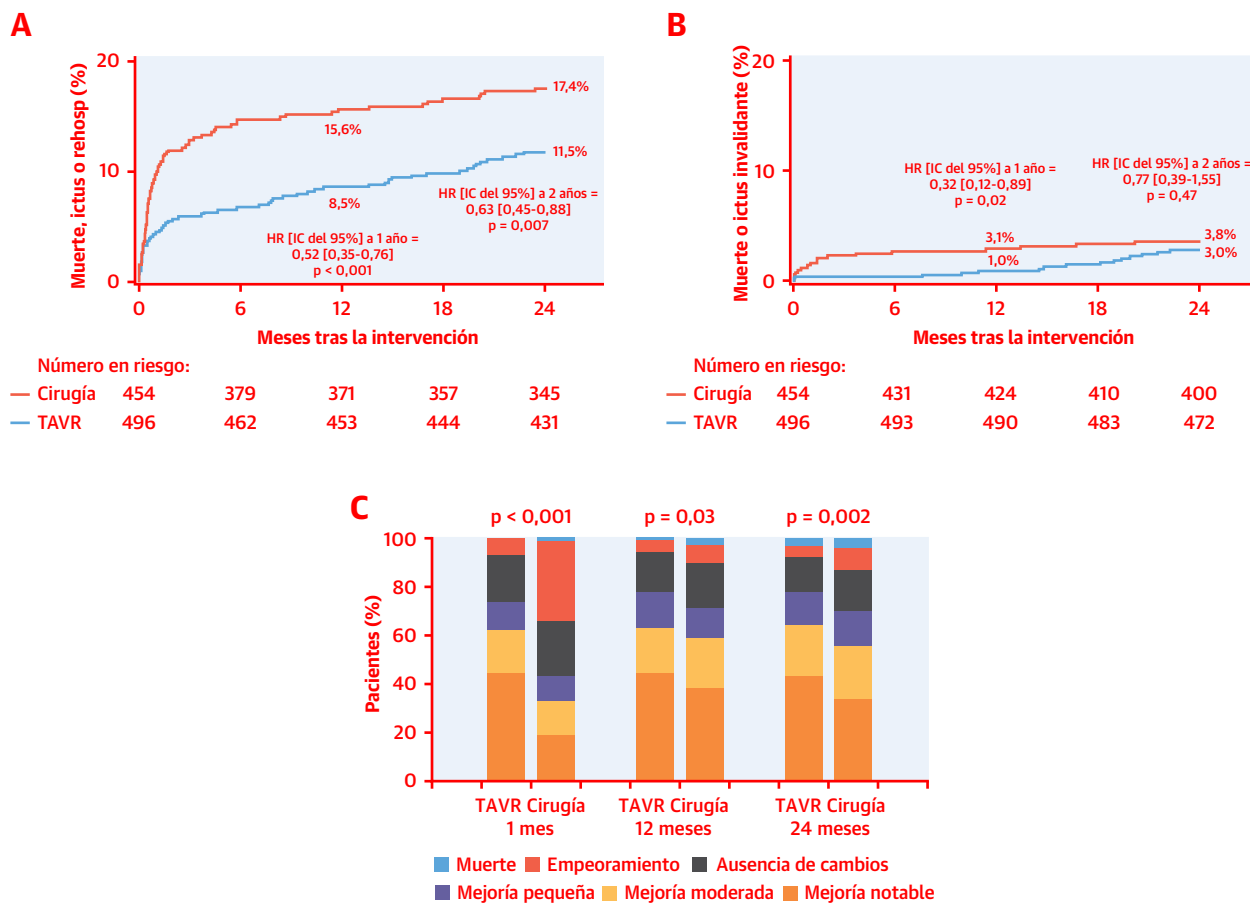 A
Muerte, ictus o rehosp (%)
20
10
0
17,4%
15,6%
11,5%
8,5%
HR [IC del 95%] a 2 años =
0,63 [0,45-0,88]
p = 0,007
HR [IC del 95%] a 1 año =
0,52 [0,35-0,76]
p < 0,001
0 6 12 18 24
Meses tras la intervención
Número en riesgo:
Cirugía 454 379 371 357 345
TAVR 496 462 453 444 431
B
Muerte o ictus invalidante (%)
20
10
0
HR [IC del 95%] a 1 año =
0,32 [0,12-0,89]
p = 0,02
HR [IC del 95%] a 2 años =
0,77 [0,39-1,55]
p = 0,47
3,1%
1,0%
3,8%
3,0%
0 6 12 18 24
Meses tras la intervención
Número en riesgo:
Cirugía 454 431 424 410 400
TAVR 496 493 490 483 472
C
p < 0,001 p = 0,03 p = 0,002
Pacientes (%)
100
80
60
40
20
0
TAVR Cirugía TAVR Cirugía TAVR Cirugía
1 mes 12 meses 24 meses
Muerte Empeoramiento Ausencia de cambios
Mejoría pequeña Mejoría moderada Mejoría notable